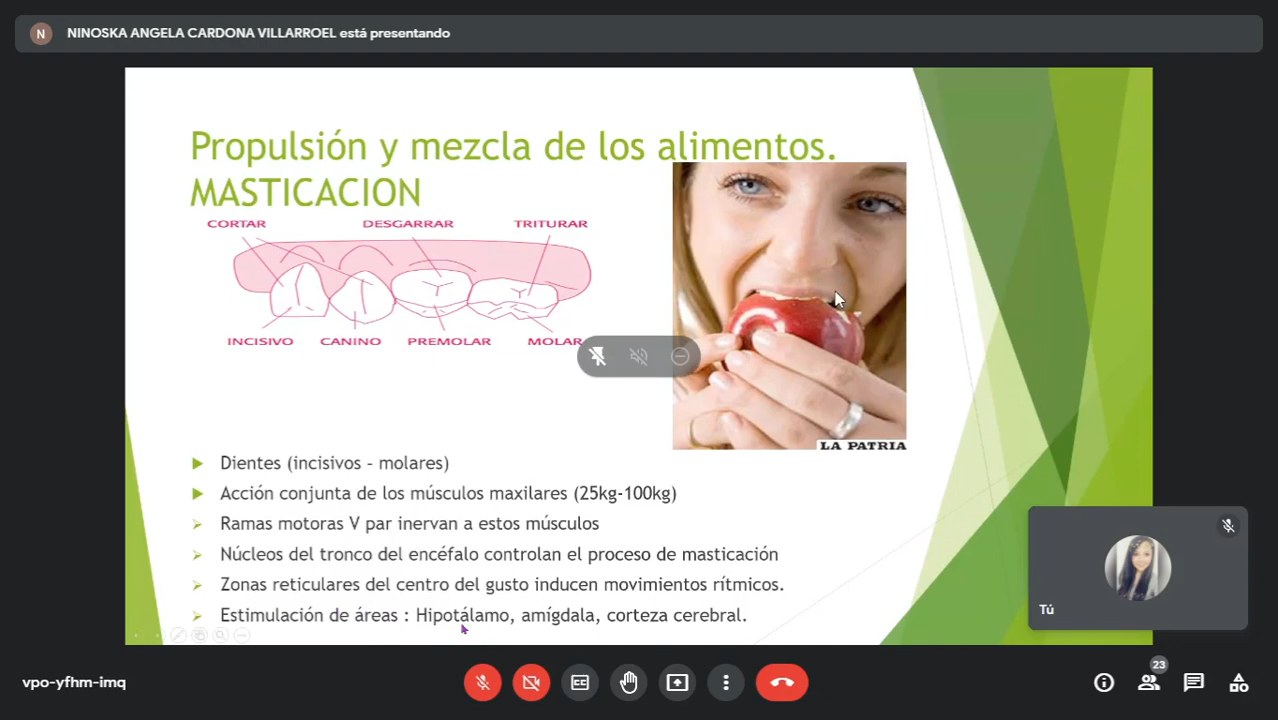 N
NINOSKA ANGELA CARDONA VILLARROEL está presentando
Propulsión y mezcla de los alimentos.
MASTICACION
CORTAR DESGARRAR TRITURAR
INCISIVO CANINO PREMOLAR MOLAR
LA PATRIA
Dientes (incisivos – molares)
Acción conjunta de los músculos maxilares (25kg-100kg)
Ramas motoras V par inervan a estos músculos
Núcleos del tronco del encéfalo controlan el proceso de masticación
Zonas reticulares del centro del gusto inducen movimientos rítmicos.
Estimulación de áreas : Hipotálamo, amígdala, corteza cerebral.
Tú
vpo-yfhm-imq
CC
23